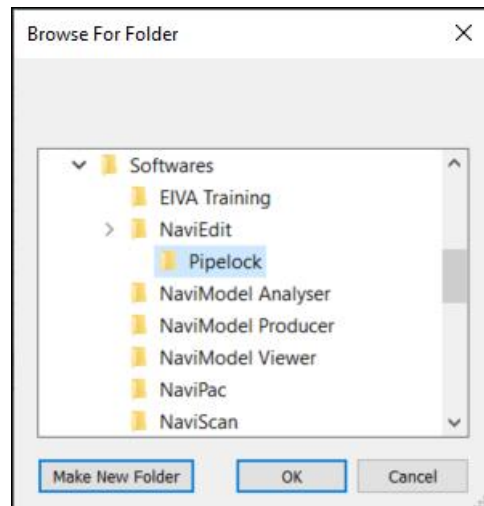 Browse For Folder
Softwares
EIVA Training
NaviEdit
Pipelock
NaviModel Analyser
NaviModel Producer
NaviModel Viewer
NaviPac
NaviScan
Make New Folder OK Cancel